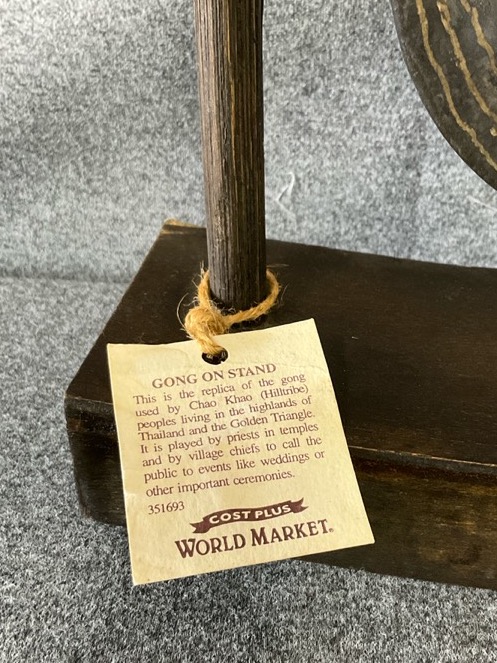 GONG ON STAND
This is the replica of the gong
used by Chao Khao (Hilltribe)
peoples living in the highlands of
Thailand and the Golden Triangle.
It is played by priests in temples
and by village chiefs to call the
public to events like weddings or
other important ceremonies.
351693
COST PLUS
WORLD MARKET®